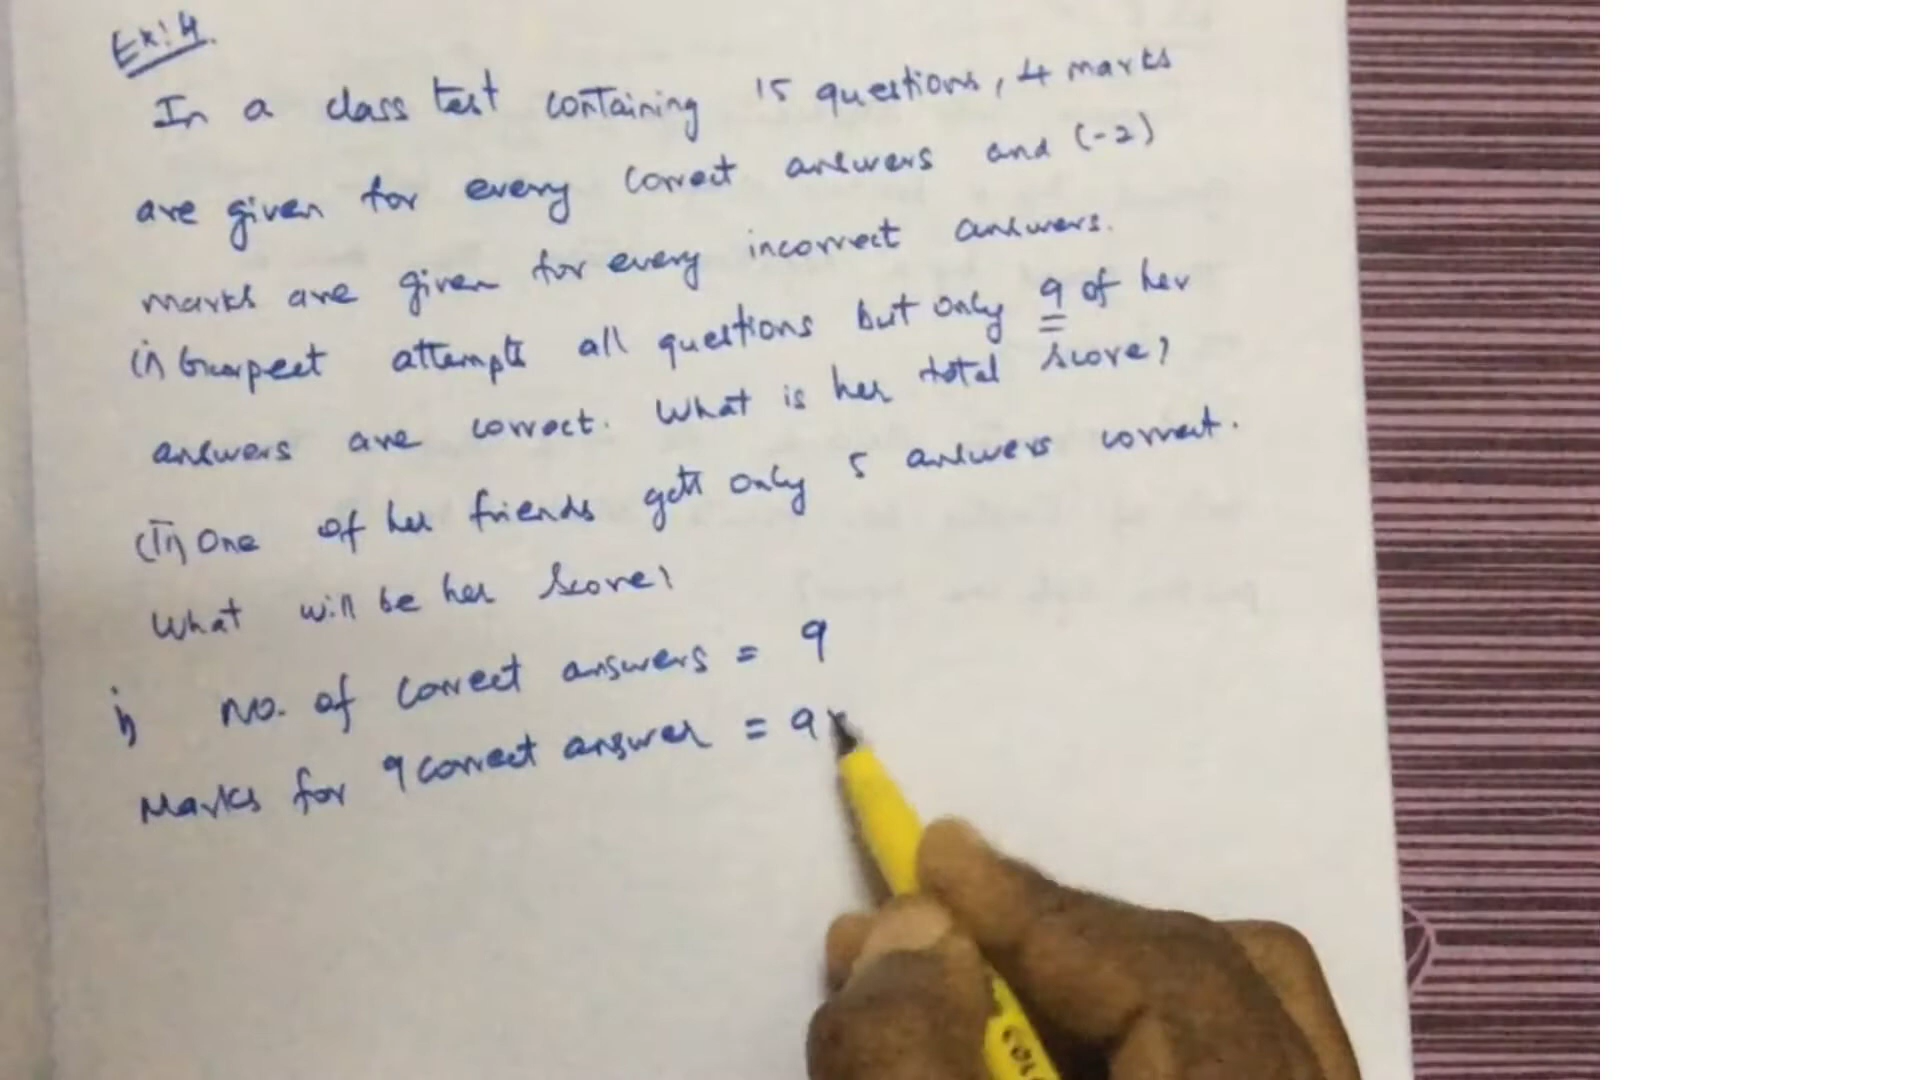 Ex: 4.
In a class test containing 15 questions, 4 marks
are given for every correct answers and (-2)
marks are given for every incorrect answers.
(i) Gurpeet attempts all questions but only 9 of her
answers are correct. What is her total score?
(ii) One of her friends gets only 5 answers correct.
What will be her score?
i) No. of correct answers = 9
Marks for 9 correct answer = 9x